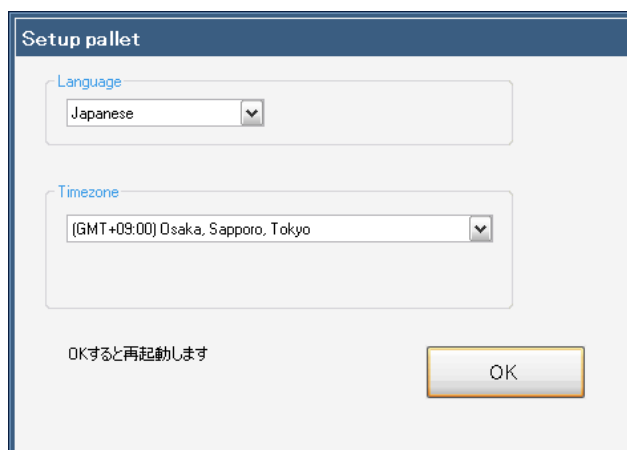 Setup pallet
Language
Japanese
Timezone
(GMT+09:00) Osaka, Sapporo, Tokyo
OKすると再起動します
OK